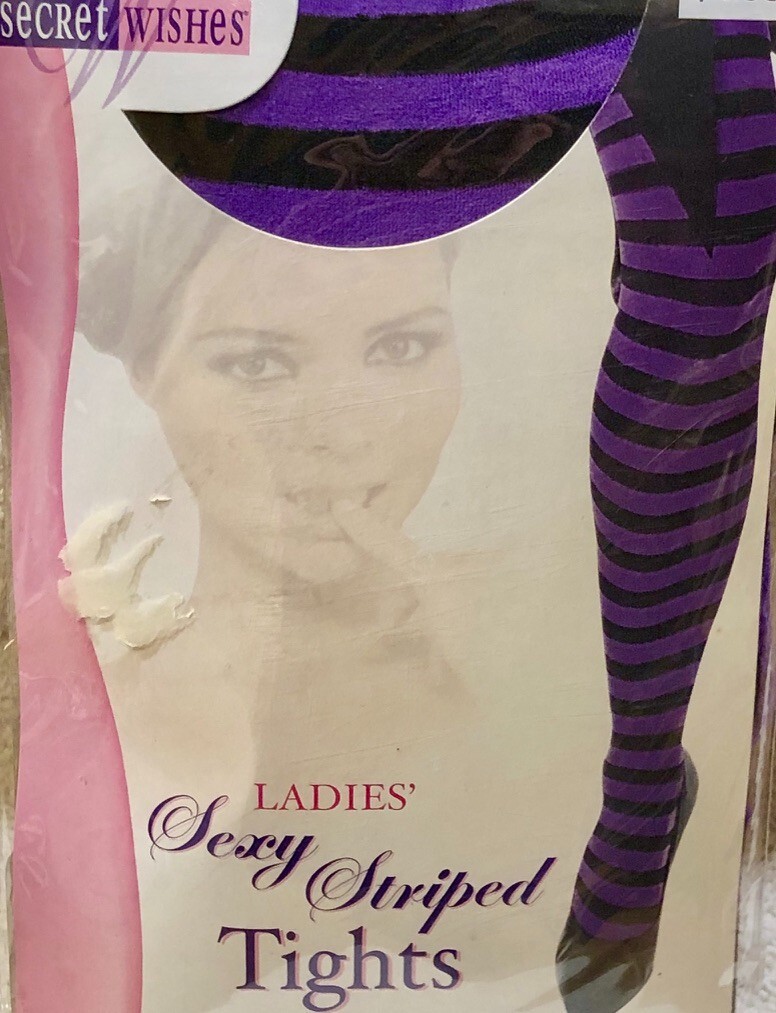 secret WISHES
LADIES'
Sexy
Striped
Tights